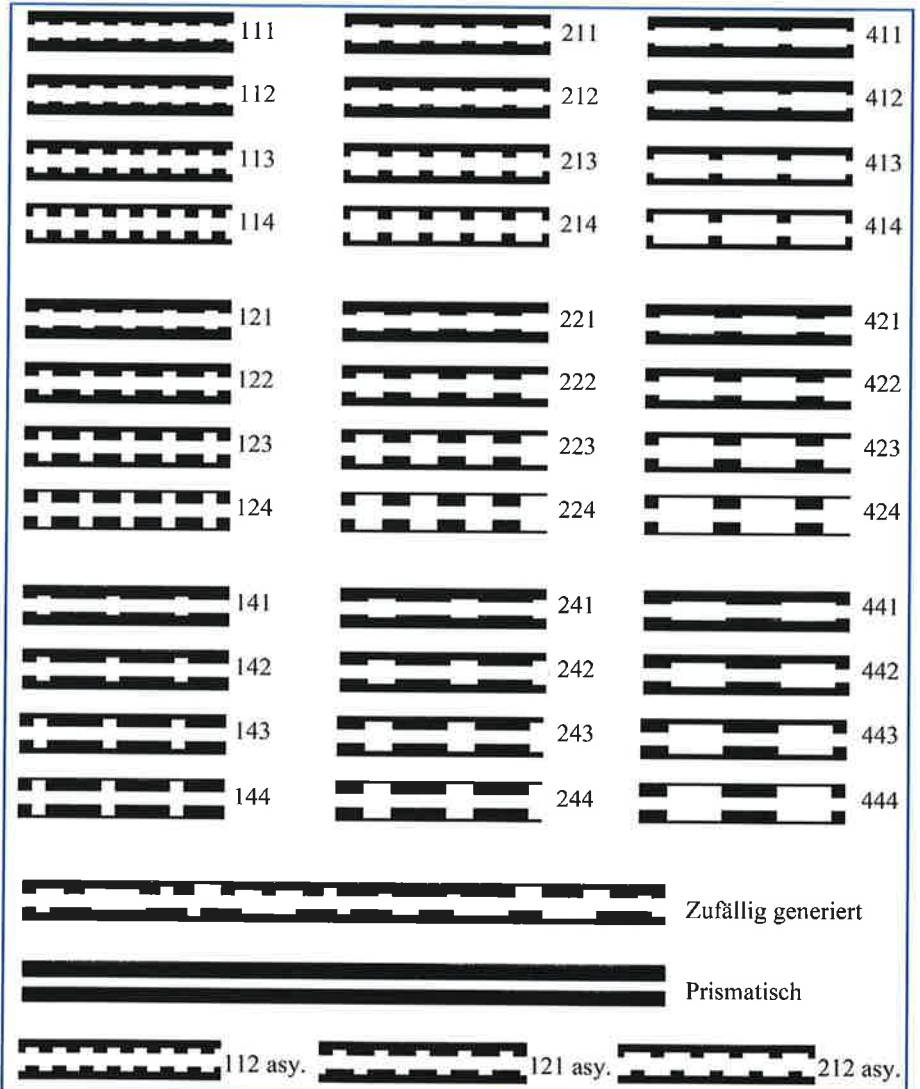 111 211 411
112 212 412
113 213 413
114 214 414
121 221 421
122 222 422
123 223 423
124 224 424
141 241 441
142 242 442
143 243 443
144 244 444
Zufällig generiert
Prismatisch
112 asy. 121 asy. 212 asy.